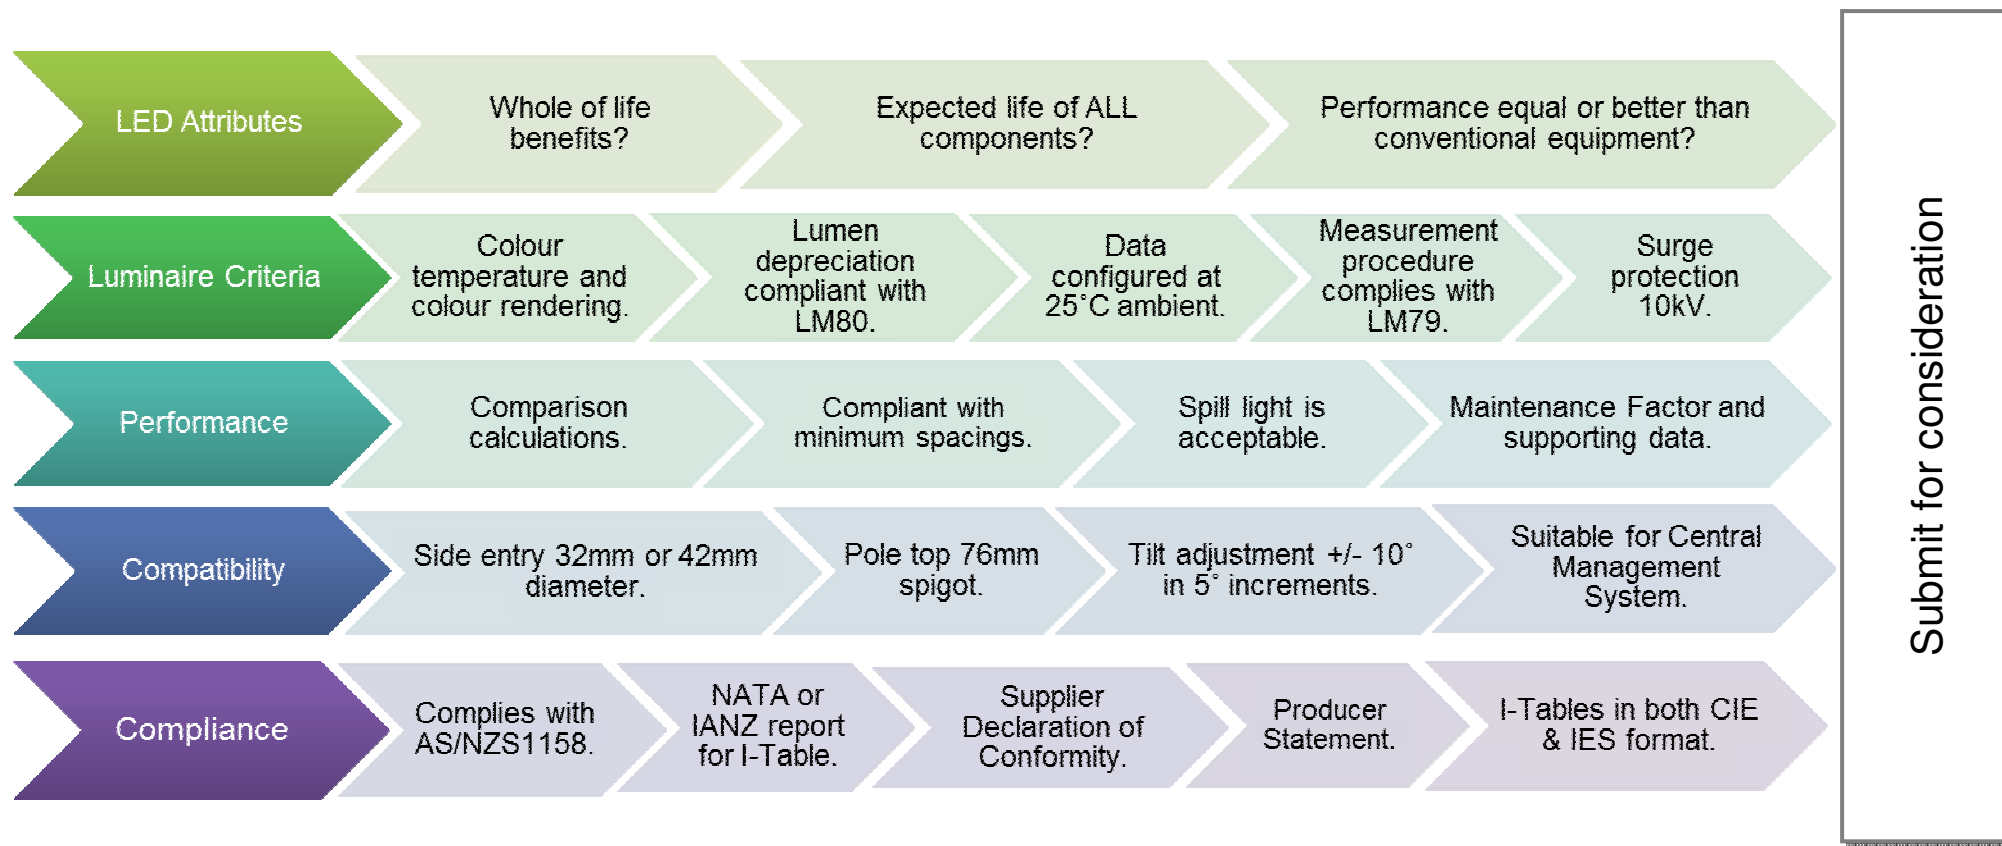 LED Attributes
Whole of life
benefits?
Expected life of ALL
components?
Performance equal or better than
conventional equipment?
Luminaire Criteria
Colour
temperature and
colour rendering.
Lumen
depreciation
compliant with
LM80.
Data
configured at
25°C ambient.
Measurement
procedure
complies with
LM79.
Surge
protection
10kV.
Performance
Comparison
calculations.
Compliant with
minimum spacings.
Spill light is
acceptable.
Maintenance Factor and
supporting data.
Compatibility
Side entry 32mm or 42mm
diameter.
Pole top 76mm
spigot.
Tilt adjustment +/- 10°
in 5° increments.
Suitable for Central
Management
System.
Compliance
Complies with
AS/NZS1158.
NATA or
IANZ report
for I-Table.
Supplier
Declaration of
Conformity.
Producer
Statement.
I-Tables in both CIE
& IES format.
Submit for consideration